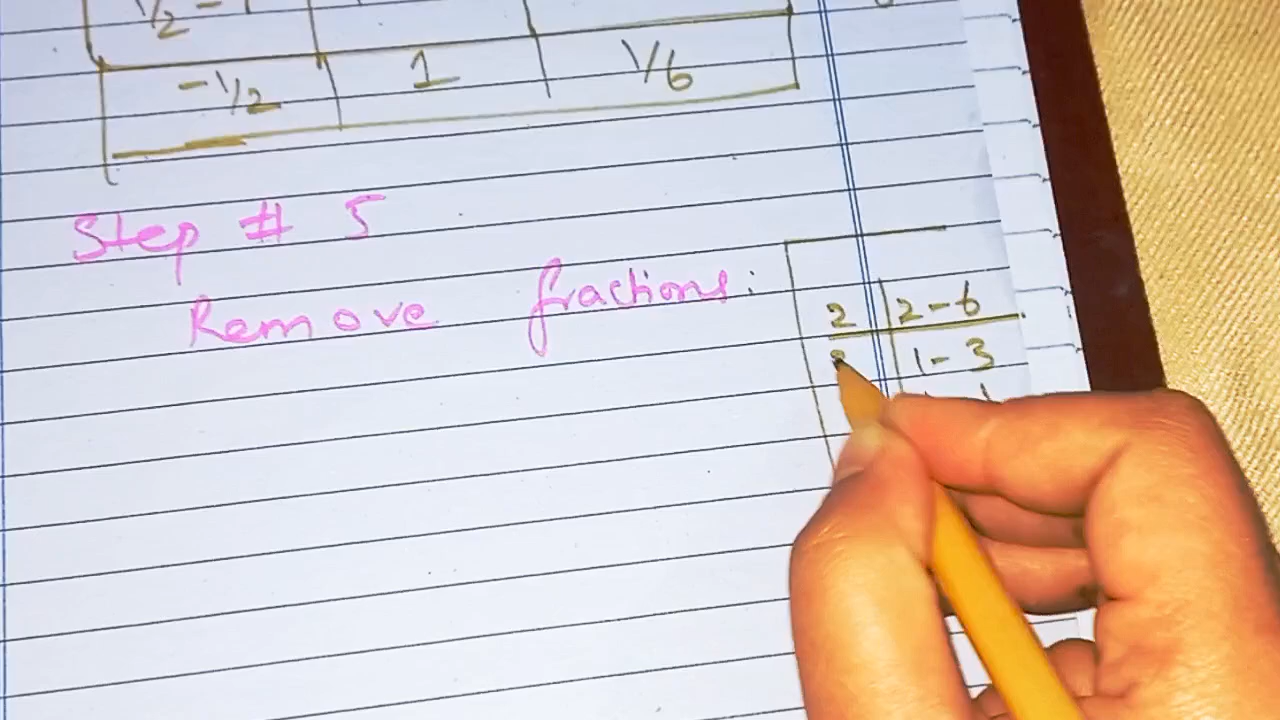 -1/2 1 1/6
Step # 5
Remove fractions:
2 2 - 6
1 - 3